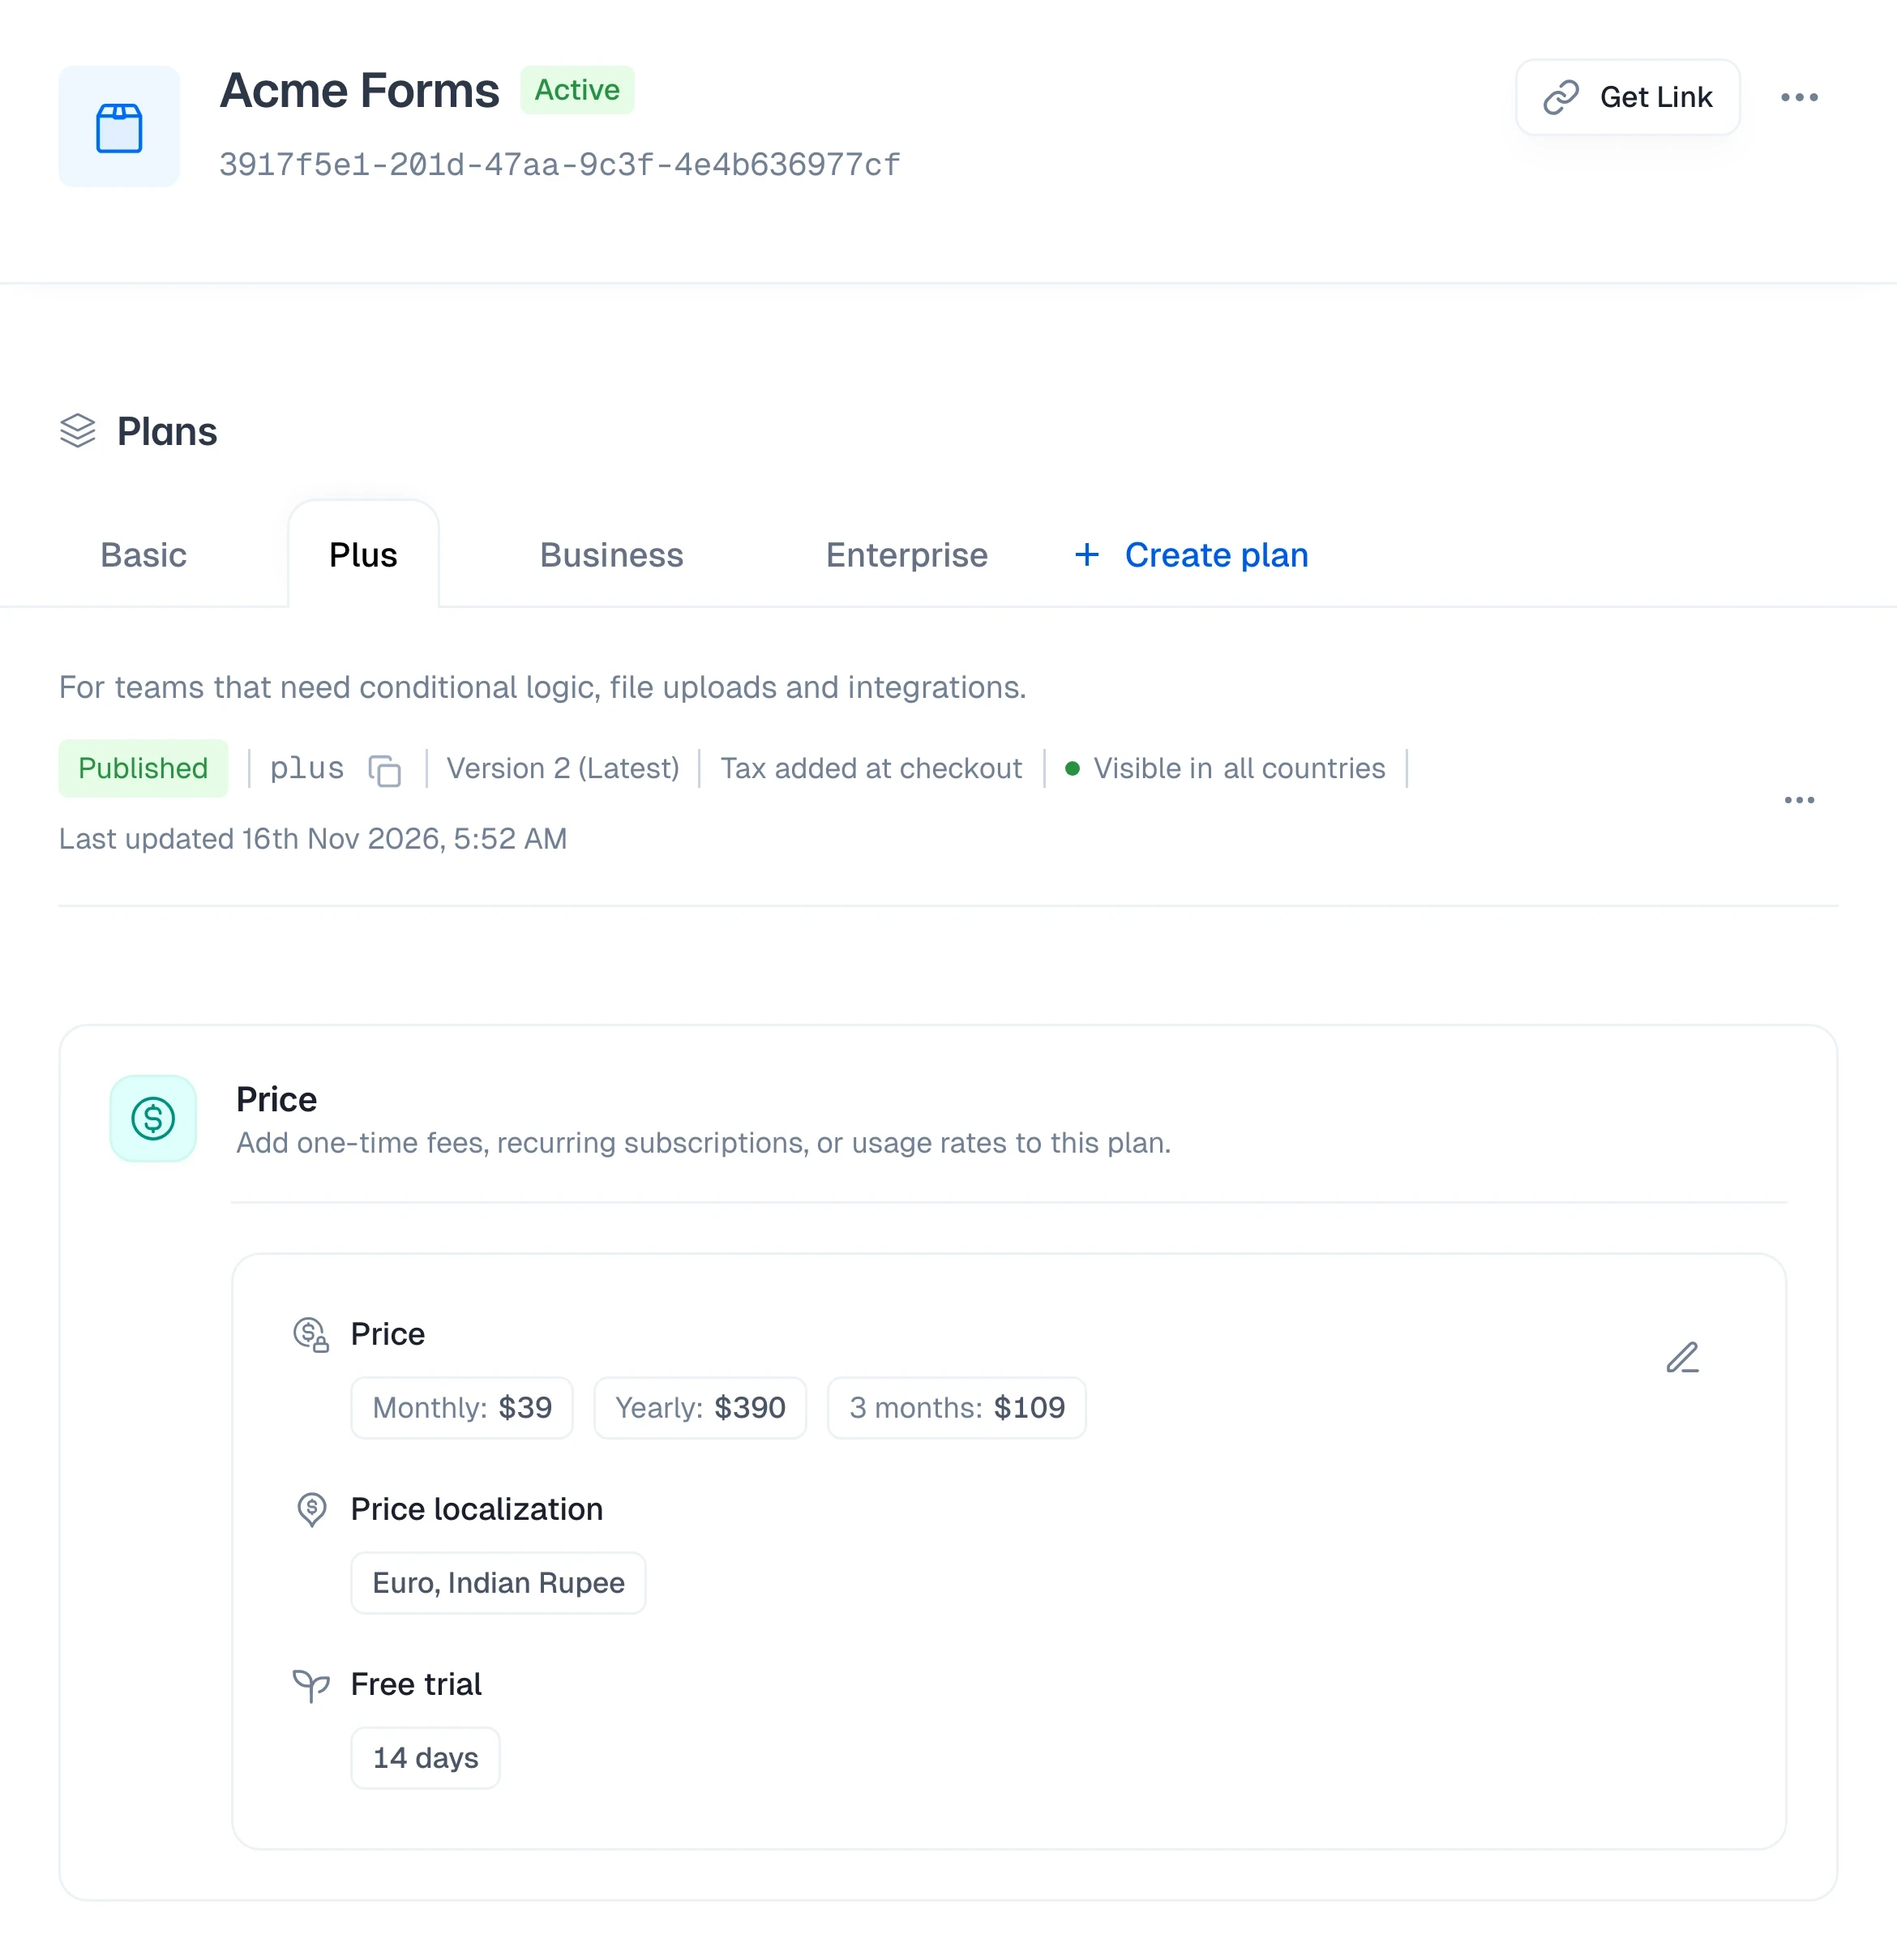 Acme Forms
Active
Get Link
3917f5e1-201d-47aa-9c3f-4e4b636977cf
Plans
Basic
Plus
Business
Enterprise
+ Create plan
For teams that need conditional logic, file uploads and integrations.
Published | plus | Version 2 (Latest) | Tax added at checkout | Visible in all countries |
Last updated 16th Nov 2026, 5:52 AM
Price
Add one-time fees, recurring subscriptions, or usage rates to this plan.
Price
Monthly: $39
Yearly: $390
3 months: $109
Price localization
Euro, Indian Rupee
Free trial
14 days